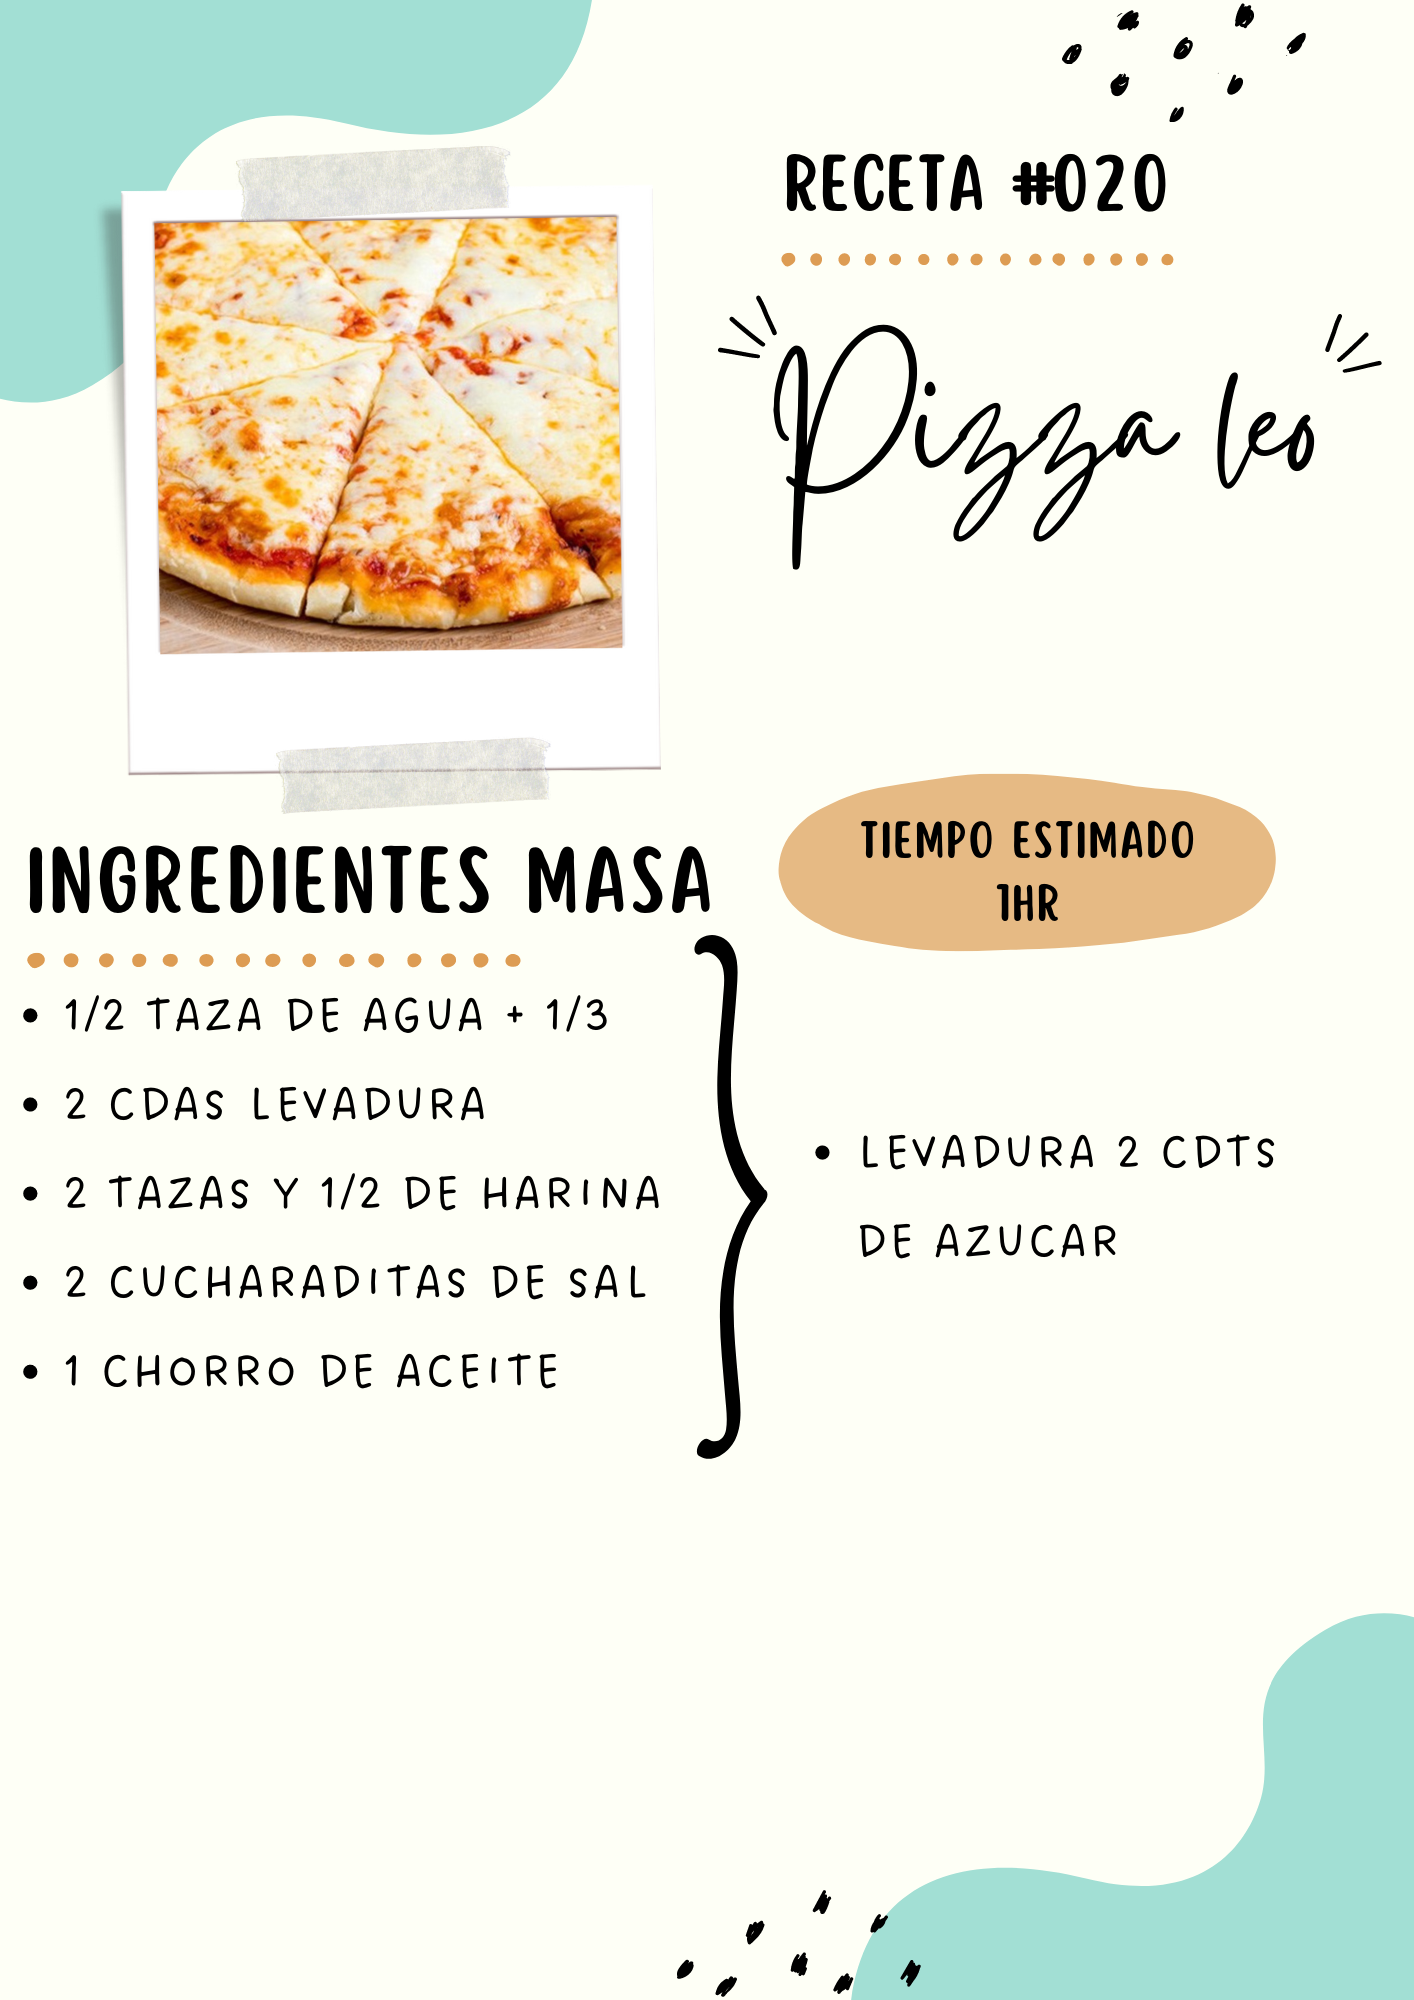 RECETA #020
Pizza leo
TIEMPO ESTIMADO
1HR
INGREDIENTES MASA
• 1/2 TAZA DE AGUA + 1/3
• 2 CDAS LEVADURA
• 2 TAZAS Y 1/2 DE HARINA
• 2 CUCHARADITAS DE SAL
• 1 CHORRO DE ACEITE
• LEVADURA 2 CDTS
DE AZUCAR